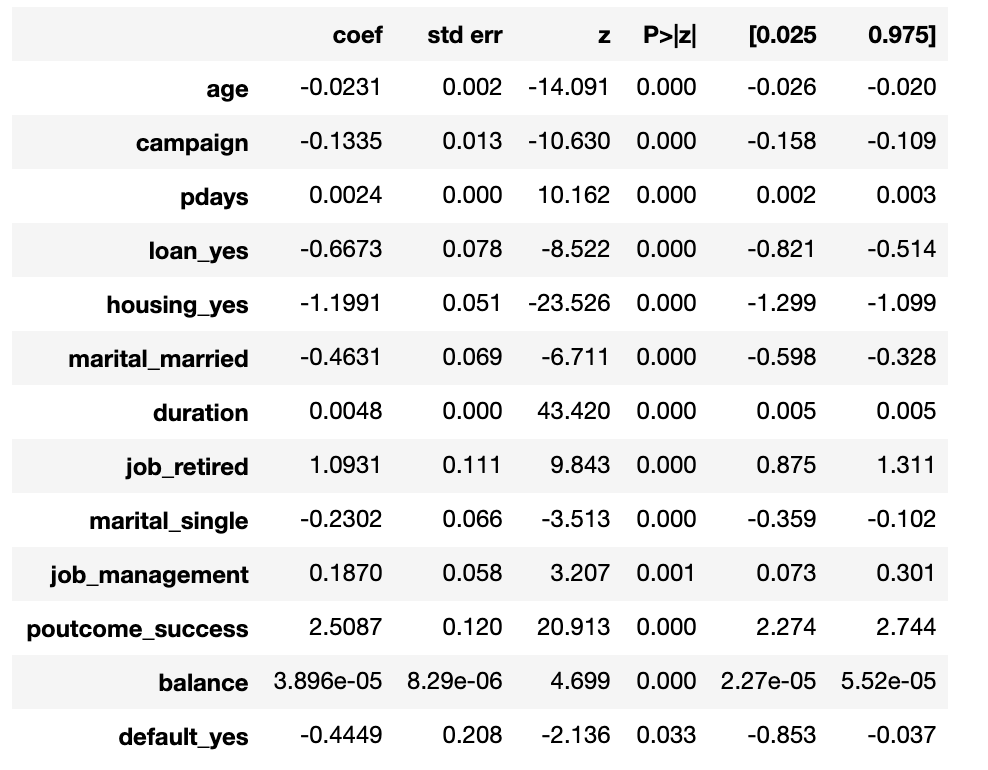 coef std err z P>|z| [0.025 0.975]
age -0.0231 0.002 -14.091 0.000 -0.026 -0.020
campaign -0.1335 0.013 -10.630 0.000 -0.158 -0.109
pdays 0.0024 0.000 10.162 0.000 0.002 0.003
loan_yes -0.6673 0.078 -8.522 0.000 -0.821 -0.514
housing_yes -1.1991 0.051 -23.526 0.000 -1.299 -1.099
marital_married -0.4631 0.069 -6.711 0.000 -0.598 -0.328
duration 0.0048 0.000 43.420 0.000 0.005 0.005
job_retired 1.0931 0.111 9.843 0.000 0.875 1.311
marital_single -0.2302 0.066 -3.513 0.000 -0.359 -0.102
job_management 0.1870 0.058 3.207 0.001 0.073 0.301
poutcome_success 2.5087 0.120 20.913 0.000 2.274 2.744
balance 3.896e-05 8.29e-06 4.699 0.000 2.27e-05 5.52e-05
default_yes -0.4449 0.208 -2.136 0.033 -0.853 -0.037